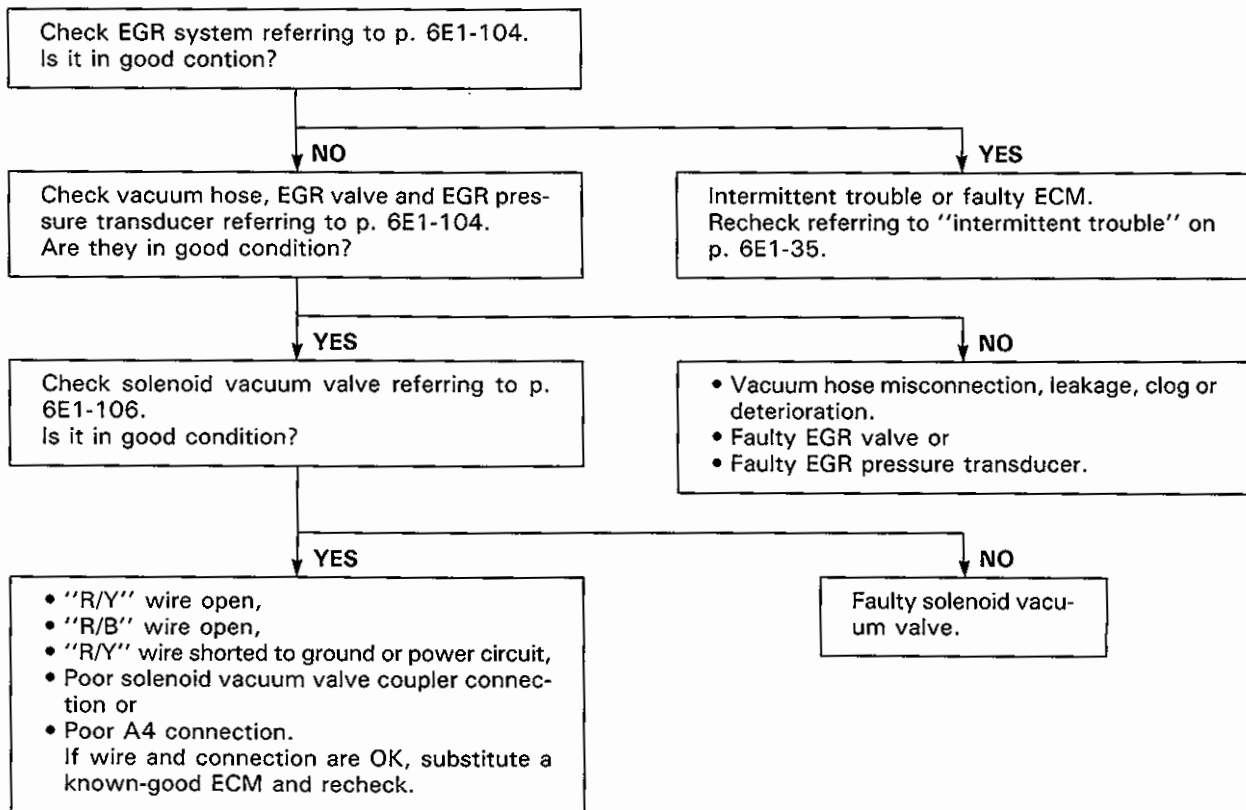 Check EGR system referring to p. 6E1-104.
Is it in good contion?
NO
YES
Check vacuum hose, EGR valve and EGR pres-
sure transducer referring to p. 6E1-104.
Are they in good condition?
Intermittent trouble or faulty ECM.
Recheck referring to ''intermittent trouble'' on
p. 6E1-35.
YES
NO
Check solenoid vacuum valve referring to p.
6E1-106.
Is it in good condition?
• Vacuum hose misconnection, leakage, clog or
deterioration.
• Faulty EGR valve or
• Faulty EGR pressure transducer.
YES
NO
• ''R/Y'' wire open,
• ''R/B'' wire open,
• ''R/Y'' wire shorted to ground or power circuit,
• Poor solenoid vacuum valve coupler connec-
tion or
• Poor A4 connection.
If wire and connection are OK, substitute a
known-good ECM and recheck.
Faulty solenoid vacu-
um valve.